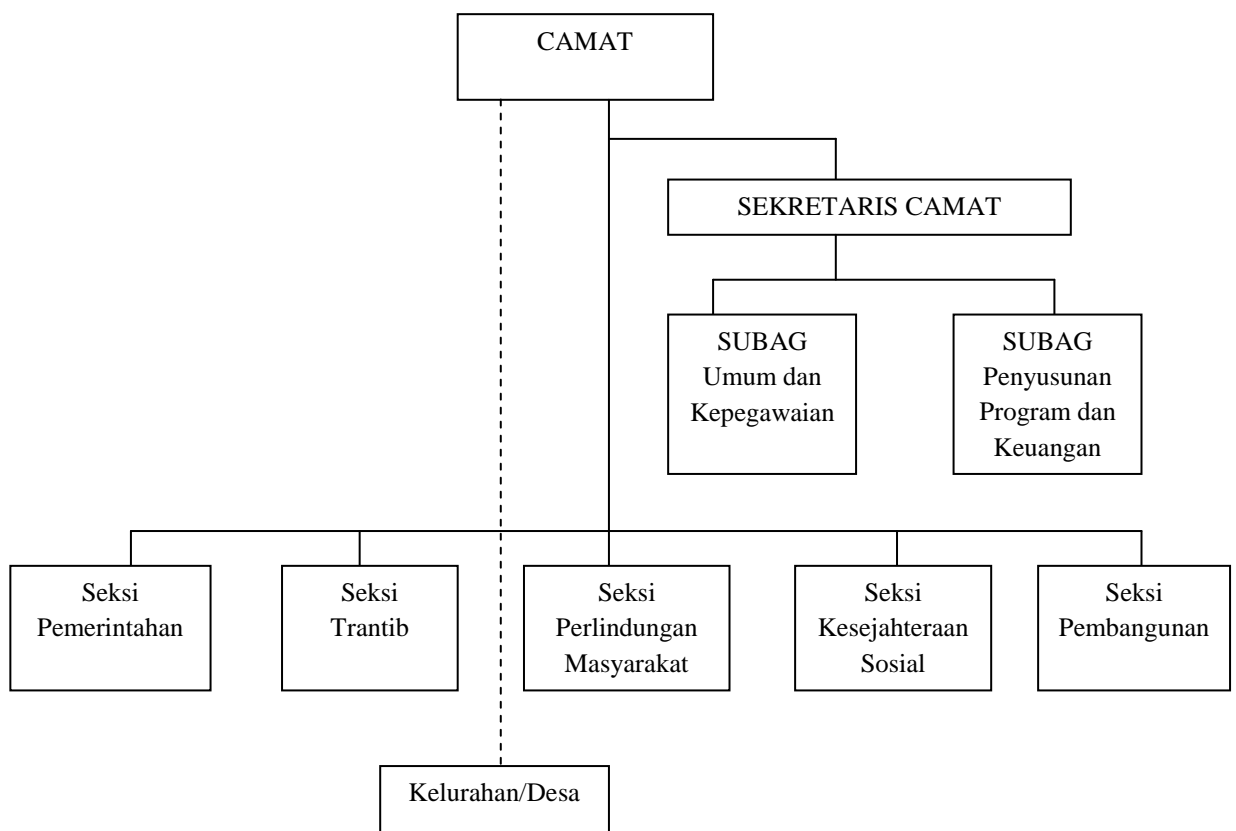 CAMAT
SEKRETARIS CAMAT
SUBAG
Umum dan
Kepegawaian
SUBAG
Penyusunan
Program dan
Keuangan
Seksi
Pemerintahan
Seksi
Trantib
Seksi
Perlindungan
Masyarakat
Seksi
Kesejahteraan
Sosial
Seksi
Pembangunan
Kelurahan/Desa